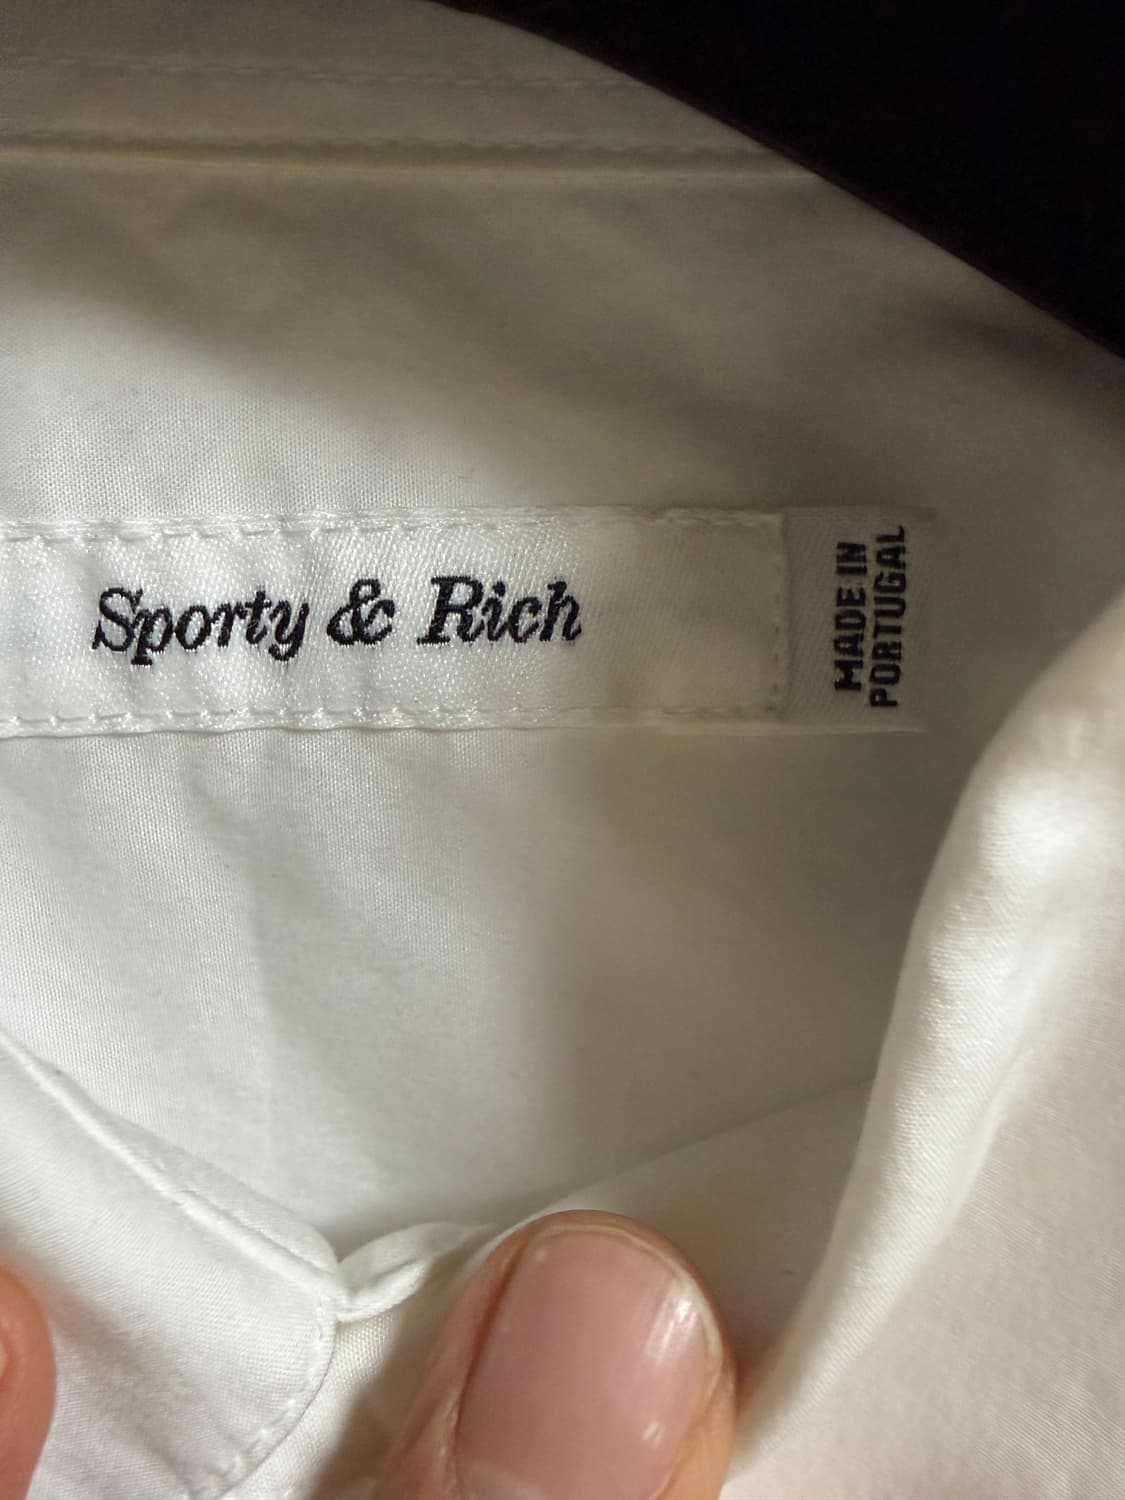 Sporty & Rich
MADE IN
PORTUGAL